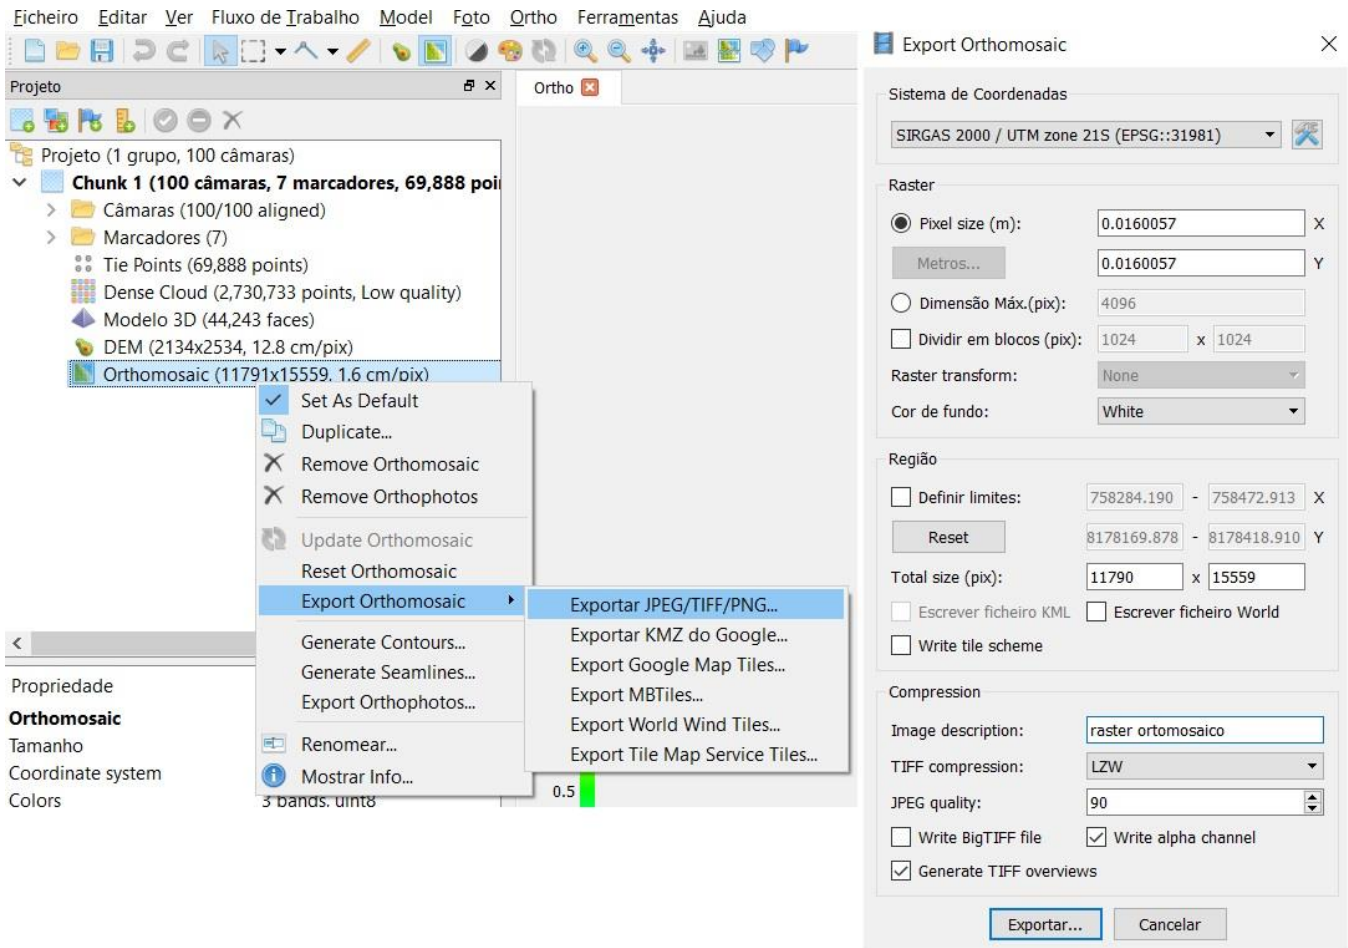 Ficheiro Editar Ver Fluxo de Trabalho Model Foto Ortho Ferramentas Ajuda
Projeto
Ortho
Projeto (1 grupo, 100 câmaras)
Chunk 1 (100 câmaras, 7 marcadores, 69,888 poi
Câmaras (100/100 aligned)
Marcadores (7)
Tie Points (69,888 points)
Dense Cloud (2,730,733 points, Low quality)
Modelo 3D (44,243 faces)
DEM (2134x2534, 12.8 cm/pix)
Orthomosaic (11791x15559, 1.6 cm/pix)
Set As Default
Duplicate...
Remove Orthomosaic
Remove Orthophotos
Update Orthomosaic
Reset Orthomosaic
Export Orthomosaic
Generate Contours...
Generate Seamlines...
Export Orthophotos...
Renomear...
Mostrar Info...
Exportar JPEG/TIFF/PNG...
Exportar KMZ do Google...
Export Google Map Tiles...
Export MBTiles...
Export World Wind Tiles...
Export Tile Map Service Tiles...
Propriedade
Orthomosaic
Tamanho
Coordinate system
Colors 3 bands, uint8
0.5
Export Orthomosaic
Sistema de Coordenadas
SIRGAS 2000 / UTM zone 21S (EPSG::31981)
Raster
Pixel size (m): 0.0160057 X
Metros... 0.0160057 Y
Dimensão Máx.(pix): 4096
Dividir em blocos (pix): 1024 x 1024
Raster transform: None
Cor de fundo: White
Região
Definir limites: 758284.190 - 758472.913 X
Reset 8178169.878 - 8178418.910 Y
Total size (pix): 11790 x 15559
Escrever ficheiro KML Escrever ficheiro World
Write tile scheme
Compression
Image description: raster ortomosaico
TIFF compression: LZW
JPEG quality: 90
Write BigTIFF file Write alpha channel
Generate TIFF overviews
Exportar... Cancelar